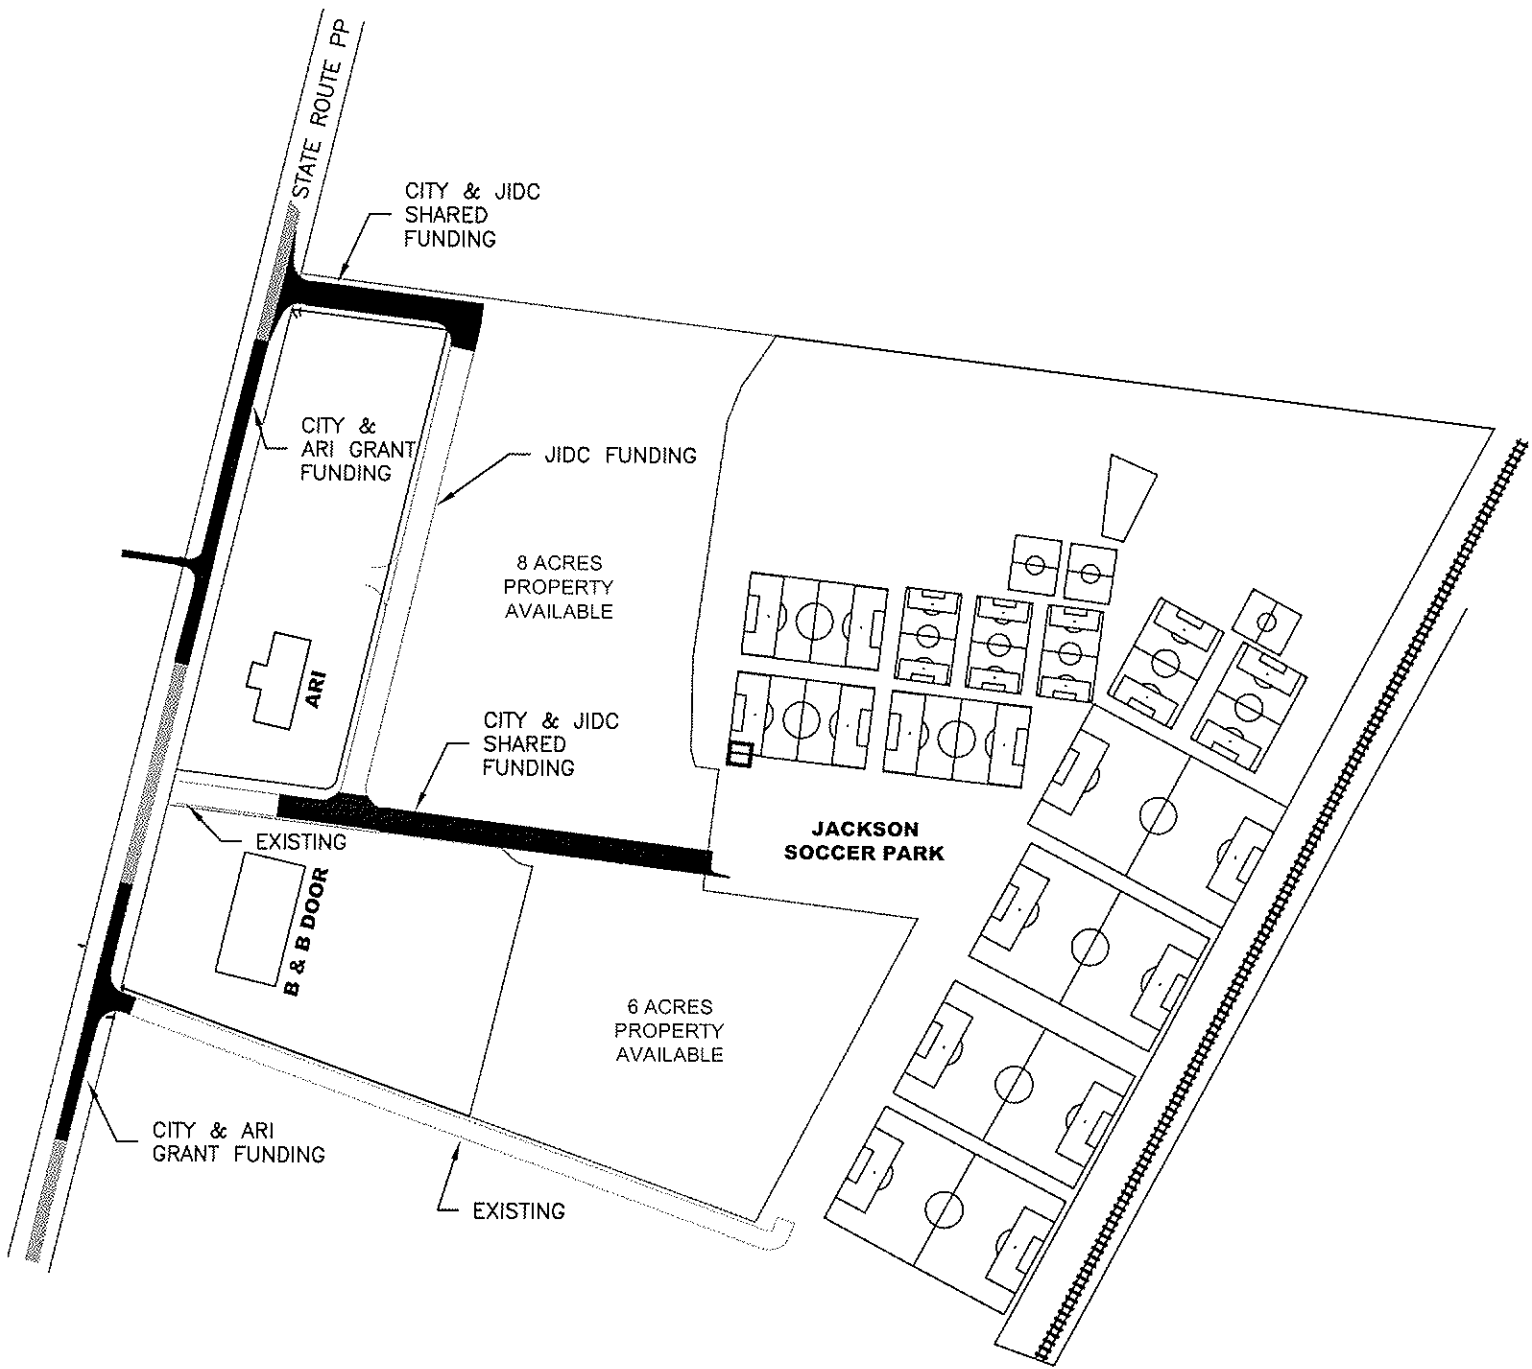 STATE ROUTE PP
CITY & JIDC
SHARED
FUNDING
CITY &
ARI GRANT
FUNDING
JIDC FUNDING
8 ACRES
PROPERTY
AVAILABLE
ARI
CITY & JIDC
SHARED
FUNDING
EXISTING
JACKSON
SOCCER PARK
B & B DOOR
6 ACRES
PROPERTY
AVAILABLE
CITY & ARI
GRANT FUNDING
EXISTING